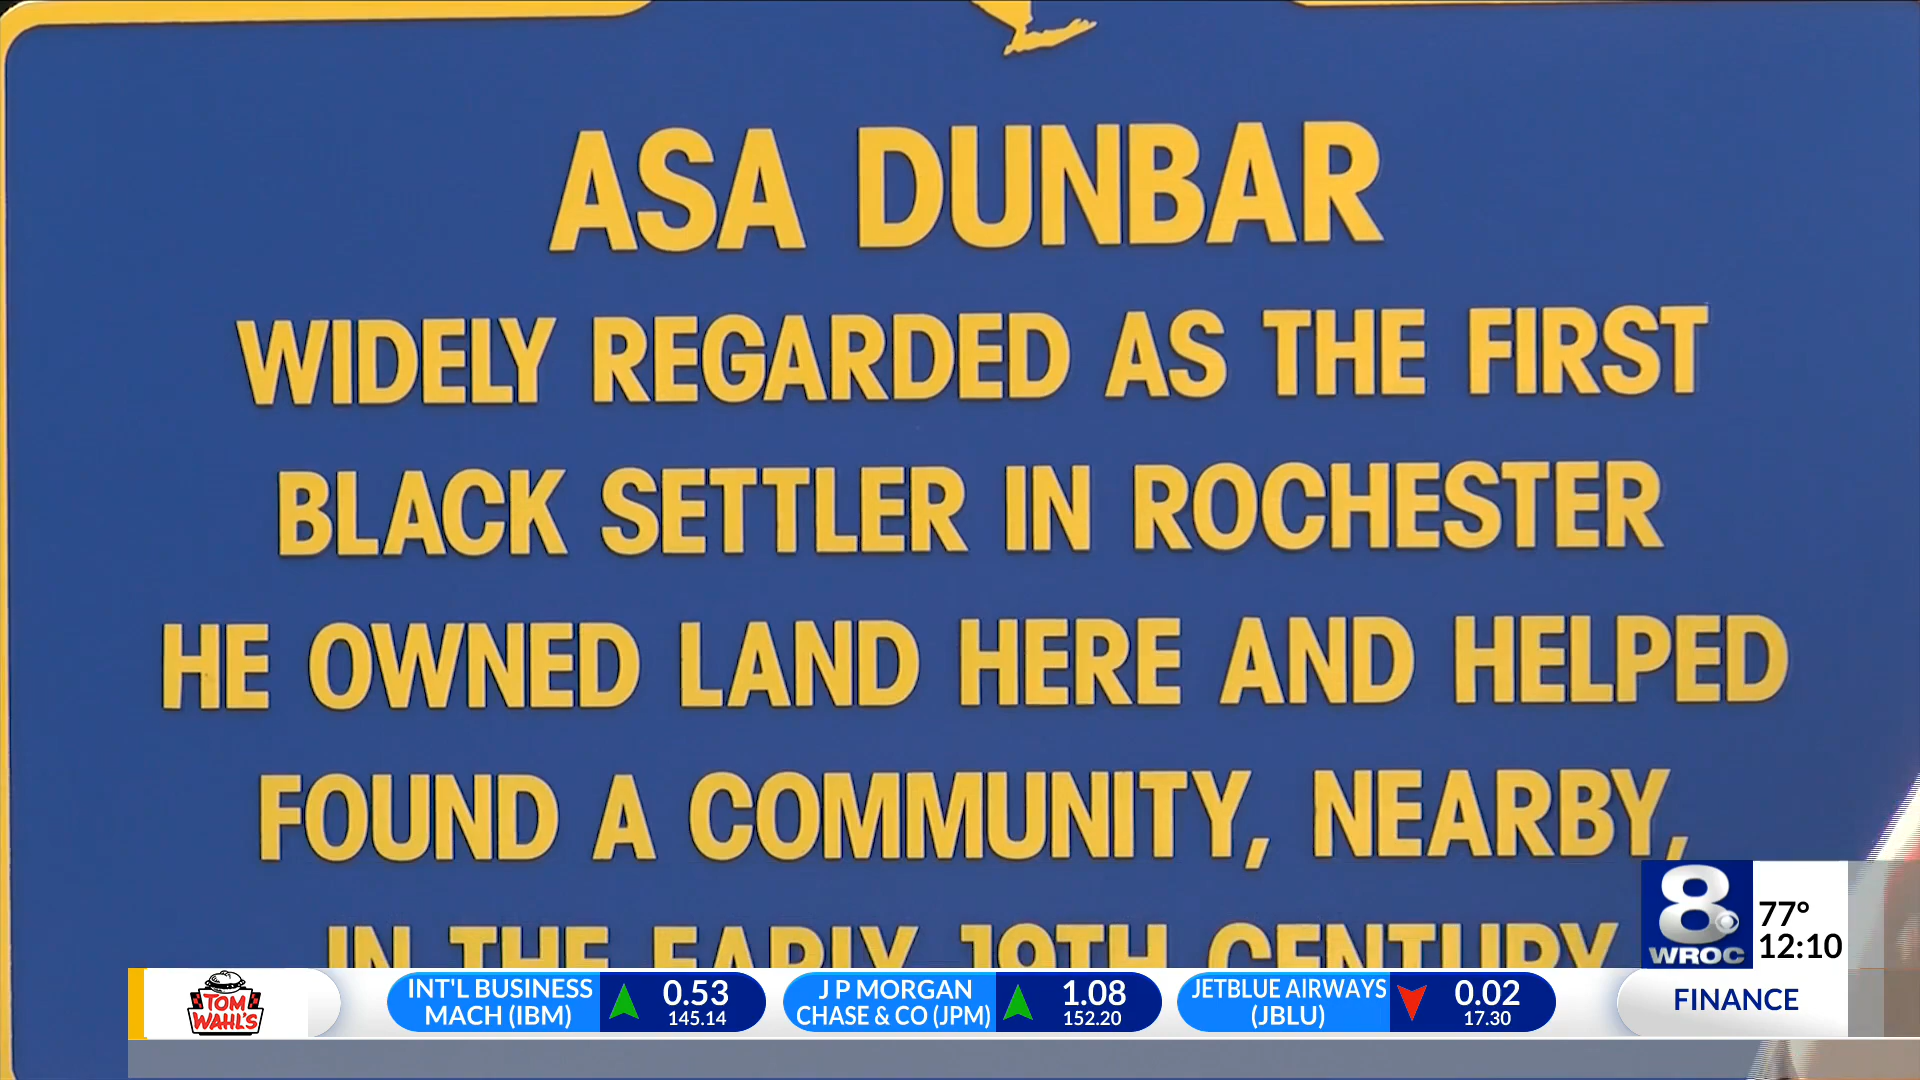 ASA DUNBAR
WIDELY REGARDED AS THE FIRST
BLACK SETTLER IN ROCHESTER
HE OWNED LAND HERE AND HELPED
FOUND A COMMUNITY, NEARBY,
IN THE EARLY 19TH CENTURY
8
WROC
77°
12:10
TOM WAHL'S
INT'L BUSINESS MACH (IBM)
0.53
145.14
J P MORGAN CHASE & CO (JPM)
1.08
152.20
JETBLUE AIRWAYS (JBLU)
0.02
17.30
FINANCE